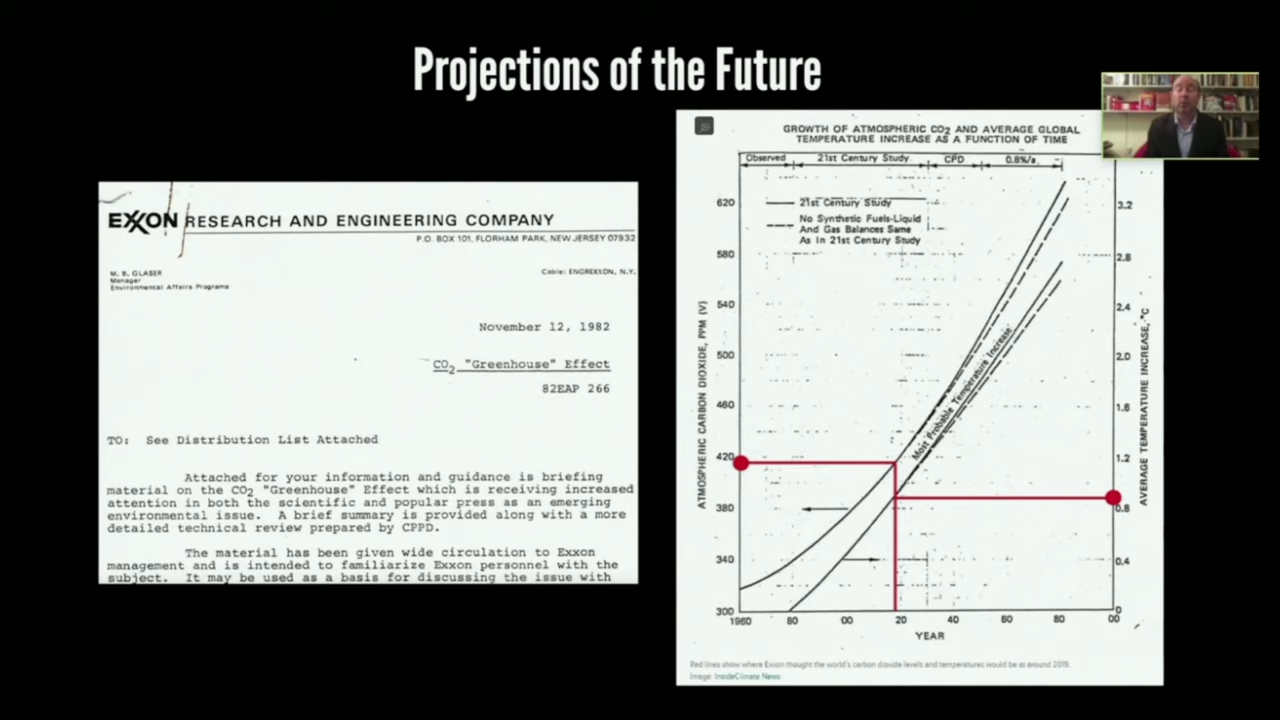 Projections of the Future
EXXON RESEARCH AND ENGINEERING COMPANY
P.O. BOX 101, FLORHAM PARK, NEW JERSEY 07932
M. B. GLASER
Manager
Environmental Affairs Programs
Cable: ENGREXXON, N.Y.
November 12, 1982
CO2 "Greenhouse" Effect
82EAP 266
TO: See Distribution List Attached
Attached for your information and guidance is briefing
material on the CO2 "Greenhouse" Effect which is receiving increased
attention in both the scientific and popular press as an emerging
environmental issue. A brief summary is provided along with a more
detailed technical review prepared by CPPD.
The material has been given wide circulation to Exxon
management and is intended to familiarize Exxon personnel with the
subject. It may be used as a basis for discussing the issue with
GROWTH OF ATMOSPHERIC CO2 AND AVERAGE GLOBAL
TEMPERATURE INCREASE AS A FUNCTION OF TIME
Observed 21st Century Study CPD 0.8%/a
21st Century Study
No Synthetic Fuels-Liquid
And Gas Balances Same
As In 21st Century Study
ATMOSPHERIC CARBON DIOXIDE, PPM (V)
620
580
540
500
460
420
380
340
300
Most Probable Temperature Increase
3.2
2.8
2.4
2.0
1.6
1.2
0.8
0.4
0
AVERAGE TEMPERATURE INCREASE, °C
1960 80 00 20 40 60 80 00
YEAR
Red lines show where Exxon thought the world's carbon dioxide levels and temperatures would be at around 2019.
Image: InsideClimate News